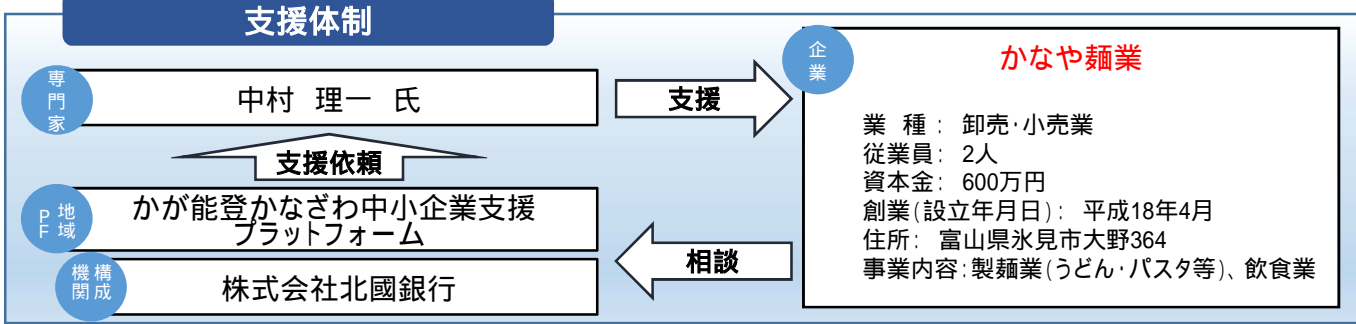 支援体制
専門家
中村 理一 氏
支援
支援依頼
地域PF
かが能登かなざわ中小企業支援
プラットフォーム
構成機関
株式会社北國銀行
相談
企業
かなや麺業
業 種： 卸売・小売業
従業員： 2人
資本金： 600万円
創業（設立年月日）： 平成18年4月
住所： 富山県氷見市大野364
事業内容：製麺業（うどん・パスタ等）、飲食業